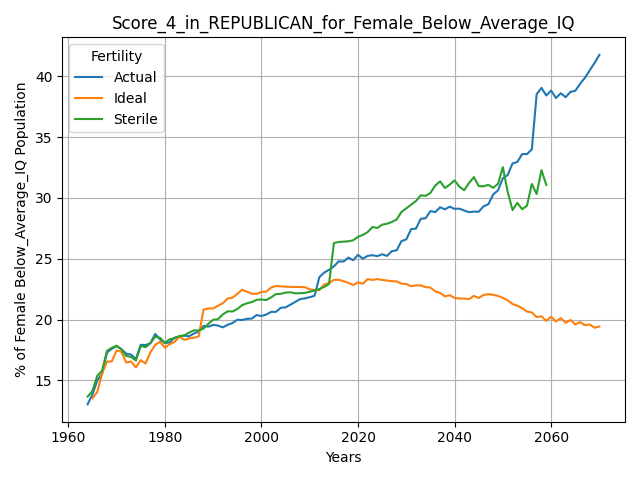 Score_4_in_REPUBLICAN_for_Female_Below_Average_IQ
% of Female Below_Average_IQ Population
Fertility
Actual
Ideal
Sterile
40
35
30
25
20
15
1960
1980
2000
2020
2040
2060
Years